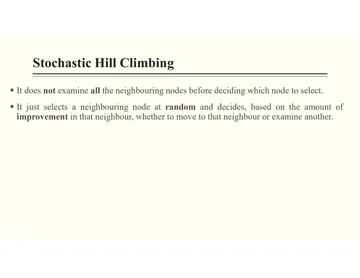 Stochastic Hill Climbing
▪ It does not examine all the neighbouring nodes before deciding which node to select.
▪ It just selects a neighbouring node at random and decides, based on the amount of
improvement in that neighbour, whether to move to that neighbour or examine another.